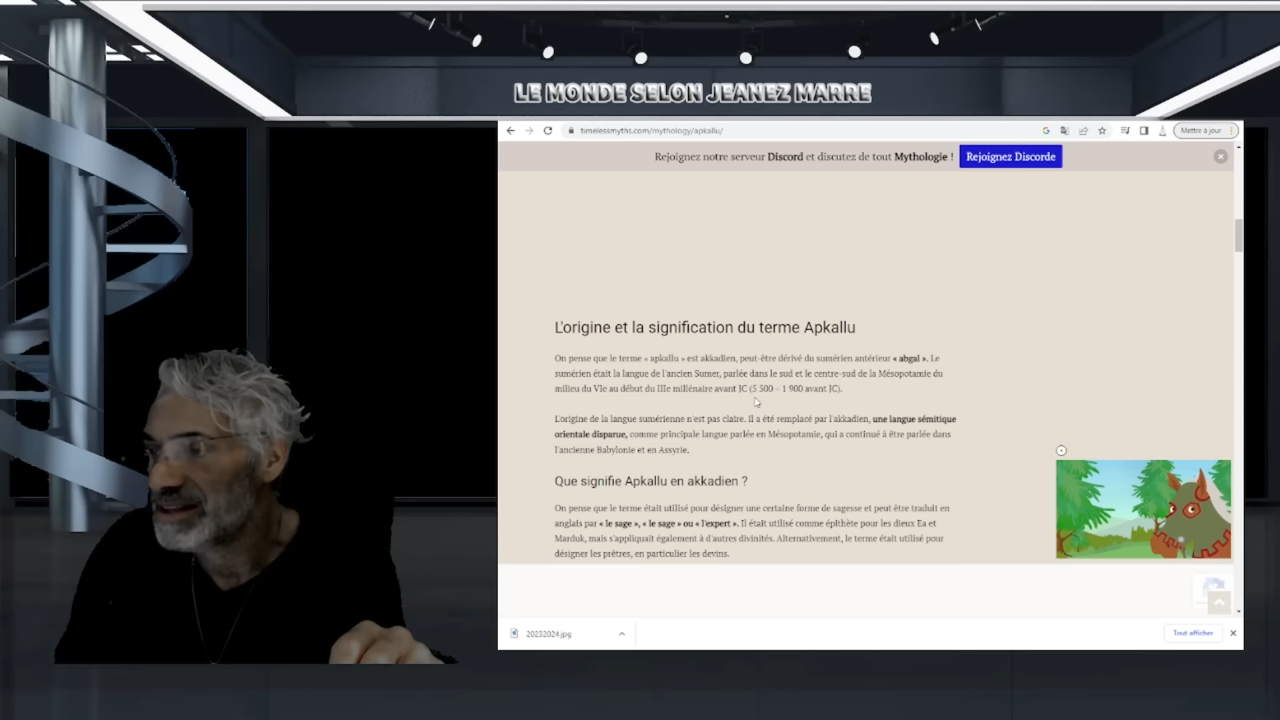 LE MONDE SELON JEANEZ MARRE
timelessmyths.com/mythology/apkallu/
Mettre à jour
Rejoignez notre serveur Discord et discutez de tout Mythologie ! Rejoignez Discorde
L'origine et la signification du terme Apkallu
On pense que le terme « apkallu » est akkadien, peut-être dérivé du sumérien antérieur « abgal ». Le
sumérien était la langue de l'ancien Sumer, parlée dans le sud et le centre-sud de la Mésopotamie du
milieu du VIe au début du IIIe millénaire avant JC (5 500 – 1 900 avant JC).
L'origine de la langue sumérienne n'est pas claire. Il a été remplacé par l'akkadien, une langue sémitique
orientale disparue, comme principale langue parlée en Mésopotamie, qui a continué à être parlée dans
l'ancienne Babylonie et en Assyrie.
Que signifie Apkallu en akkadien ?
On pense que le terme était utilisé pour désigner une certaine forme de sagesse et peut être traduit en
anglais par « le sage », « le sage » ou « l'expert ». Il était utilisé comme épithète pour les dieux Ea et
Marduk, mais s'appliquait également à d'autres divinités. Alternativement, le terme était utilisé pour
désigner les prêtres, en particulier les devins.
20232024.jpg
Tout afficher